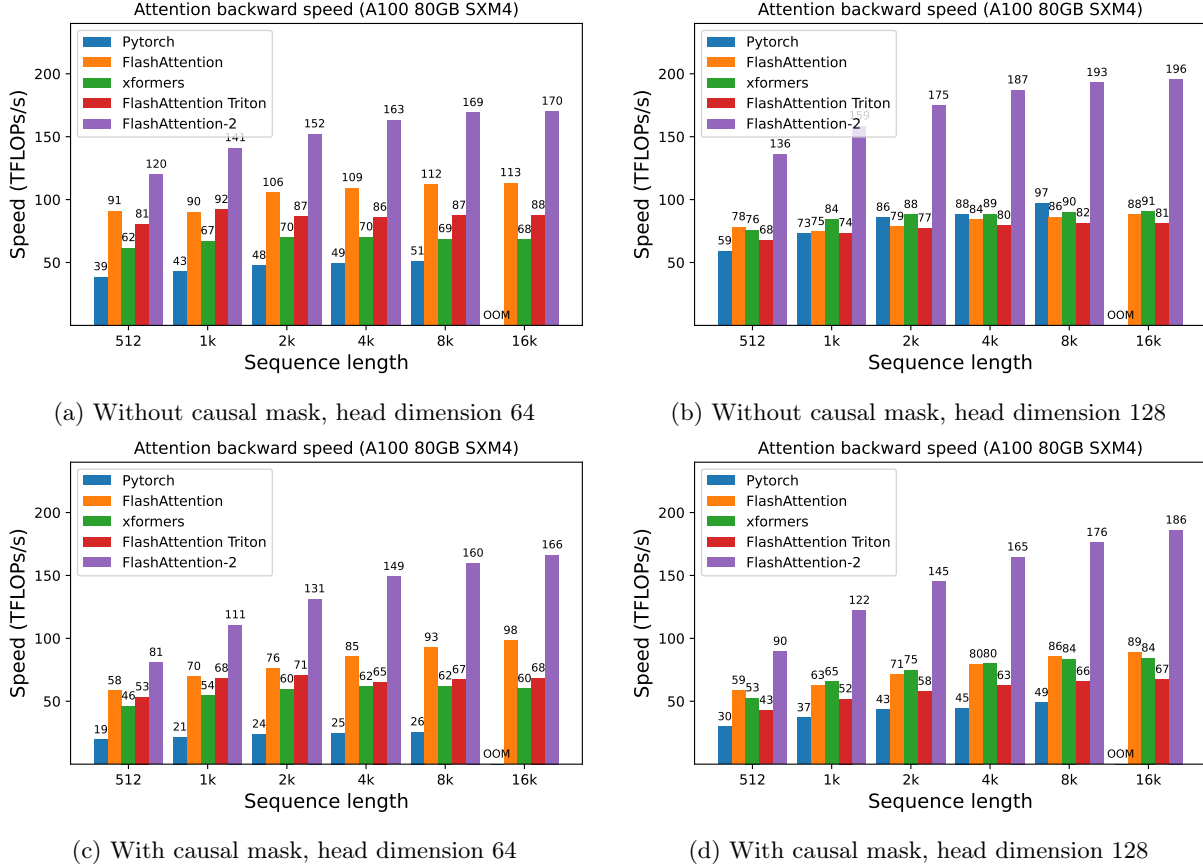 Attention backward speed (A100 80GB SXM4)
Pytorch
FlashAttention
xformers
FlashAttention Triton
FlashAttention-2
Speed (TFLOPs/s)
200
150
100
50
39 91 62 81 120
43 90 67 92 141
48 106 70 87 152
49 109 70 86 163
51 112 69 87 169
OOM 113 68 88 170
512 1k 2k 4k 8k 16k
Sequence length
(a) Without causal mask, head dimension 64
Attention backward speed (A100 80GB SXM4)
Pytorch
FlashAttention
xformers
FlashAttention Triton
FlashAttention-2
Speed (TFLOPs/s)
200
150
100
50
59 78 76 68 136
73 75 84 74 159
86 79 88 77 175
88 84 89 80 187
97 86 90 82 193
OOM 88 91 81 196
512 1k 2k 4k 8k 16k
Sequence length
(b) Without causal mask, head dimension 128
Attention backward speed (A100 80GB SXM4)
Pytorch
FlashAttention
xformers
FlashAttention Triton
FlashAttention-2
Speed (TFLOPs/s)
200
150
100
50
19 58 46 53 81
21 70 54 68 111
24 76 60 71 131
25 85 62 65 149
26 93 62 67 160
OOM 98 60 68 166
512 1k 2k 4k 8k 16k
Sequence length
(c) With causal mask, head dimension 64
Attention backward speed (A100 80GB SXM4)
Pytorch
FlashAttention
xformers
FlashAttention Triton
FlashAttention-2
Speed (TFLOPs/s)
200
150
100
50
30 59 53 43 90
37 63 65 52 122
43 71 75 58 145
45 80 80 63 165
49 86 84 66 176
OOM 89 84 67 186
512 1k 2k 4k 8k 16k
Sequence length
(d) With causal mask, head dimension 128